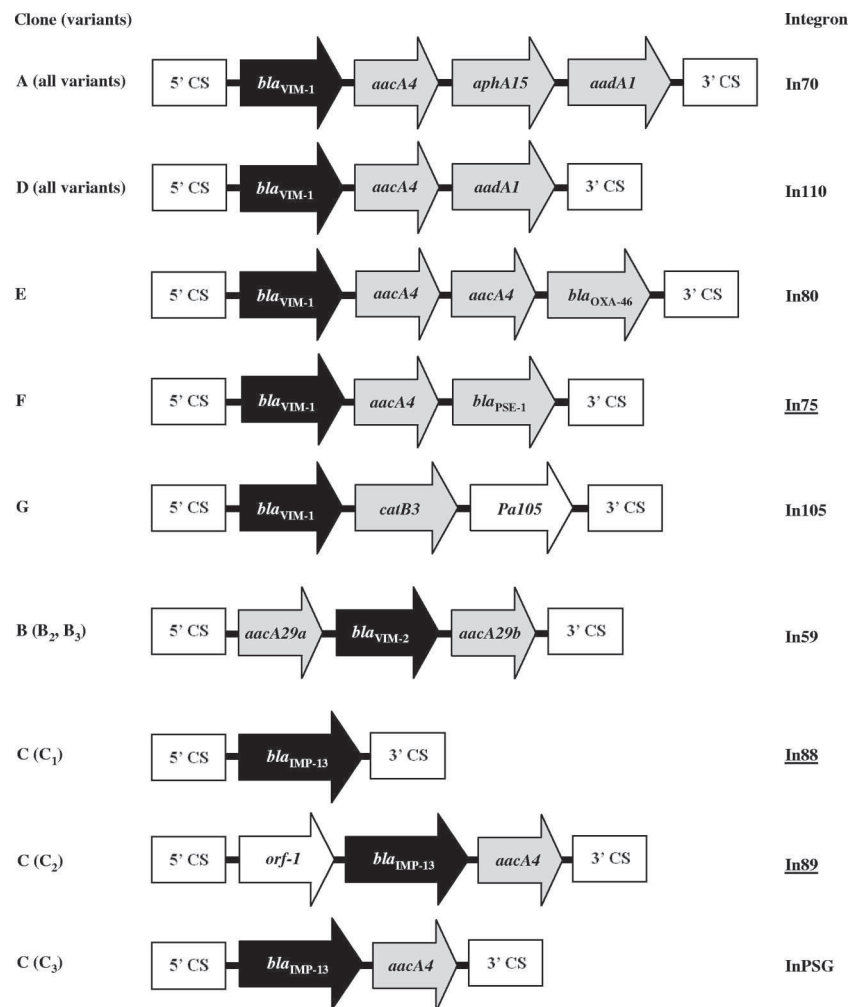 Clone (variants) Integron
A (all variants) 5’ CS blaVIM-1 aacA4 aphA15 aadA1 3’ CS In70
D (all variants) 5’ CS blaVIM-1 aacA4 aadA1 3’ CS In110
E 5’ CS blaVIM-1 aacA4 aacA4 blaOXA-46 3’ CS In80
F 5’ CS blaVIM-1 aacA4 blaPSE-1 3’ CS In75
G 5’ CS blaVIM-1 catB3 Pa105 3’ CS In105
B (B2, B3) 5’ CS aacA29a blaVIM-2 aacA29b 3’ CS In59
C (C1) 5’ CS blaIMP-13 3’ CS In88
C (C2) 5’ CS orf-1 blaIMP-13 aacA4 3’ CS In89
C (C3) 5’ CS blaIMP-13 aacA4 3’ CS InPSG